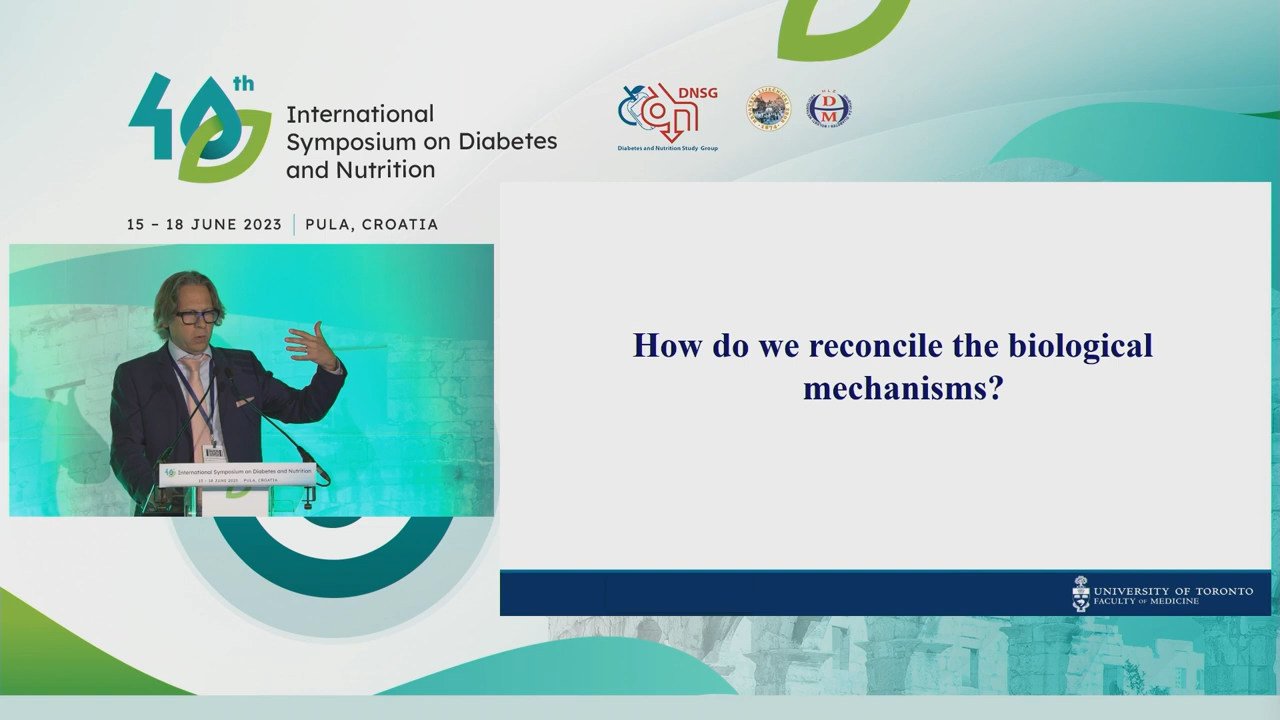 40th
International
Symposium on Diabetes
and Nutrition
15 – 18 JUNE 2023 | PULA, CROATIA
DNSG
Diabetes and Nutrition Study Group
D
M
How do we reconcile the biological
mechanisms?
International Symposium on Diabetes and Nutrition
15 – 18 JUNE 2023 | PULA, CROATIA
UNIVERSITY OF TORONTO
FACULTY OF MEDICINE